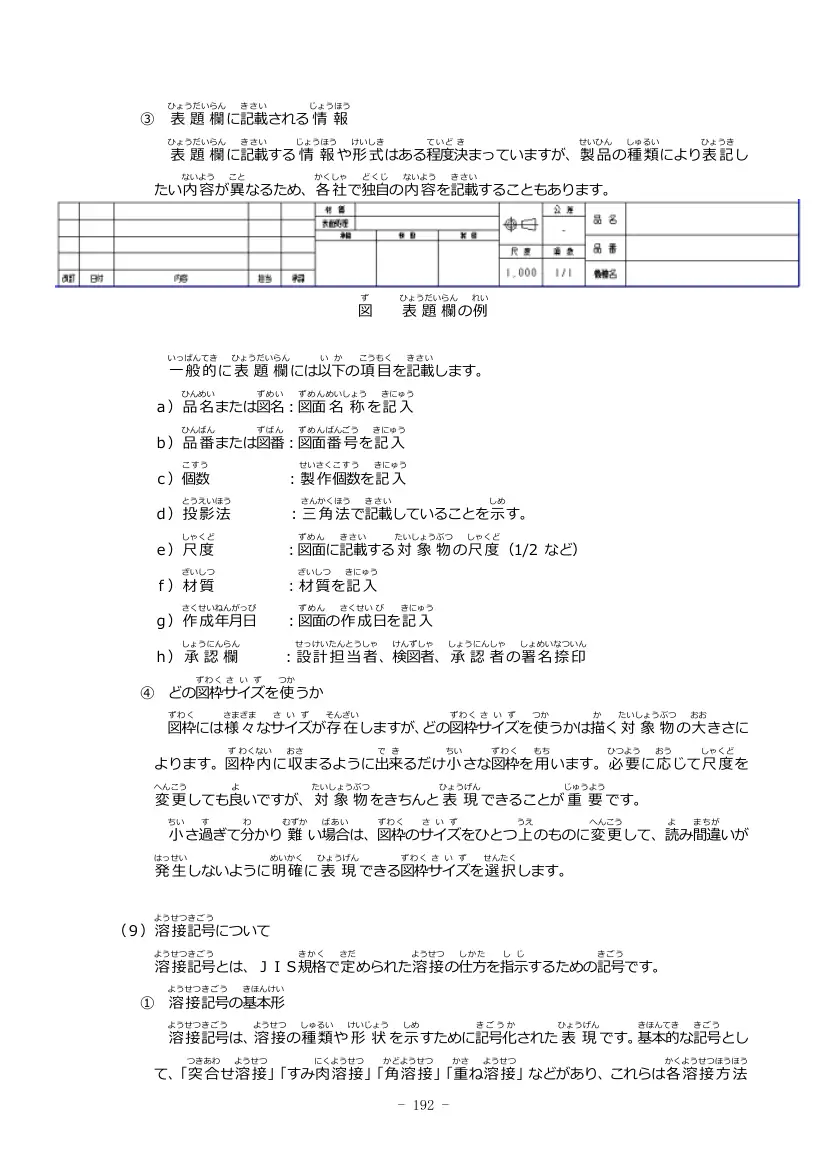 ③ 表題欄に記載される情報
表題欄に記載する情報や形式はある程度決まっていますが、製品の種類により表記し
たい内容が異なるため、各社で独自の内容を記載することもあります。
材質 公差 品名
表面処理 -
承認 検図 製図
尺度 員数 品番
改訂 日付 内容 担当 承認 1.000 1/1 機種名
図 表題欄の例
一般的に表題欄には以下の項目を記載します。
a）品名または図名：図面名称を記入
b）品番または図番：図面番号を記入
c）個数 ：製作個数を記入
d）投影法 ：三角法で記載していることを示す。
e）尺度 ：図面に記載する対象物の尺度（1/2 など）
f）材質 ：材質を記入
g）作成年月日 ：図面の作成日を記入
h）承認欄 ：設計担当者、検図者、承認者の署名捺印
④ どの図枠サイズを使うか
図枠には様々なサイズが存在しますが、どの図枠サイズを使うかは描く対象物の大きさに
よります。図枠内に収まるように出来るだけ小さな図枠を用います。必要に応じて尺度を
変更しても良いですが、対象物をきちんと表現できることが重要です。
小さ過ぎて分かり難い場合は、図枠のサイズをひとつ上のものに変更して、読み間違いが
発生しないように明確に表現できる図枠サイズを選択します。
（9）溶接記号について
溶接記号とは、ＪＩＳ規格で定められた溶接の仕方を指示するための記号です。
① 溶接記号の基本形
溶接記号は、溶接の種類や形状を示すために記号化された表現です。基本的な記号とし
て、「突合せ溶接」「すみ肉溶接」「角溶接」「重ね溶接」などがあり、これらは各溶接方法
- 192 -